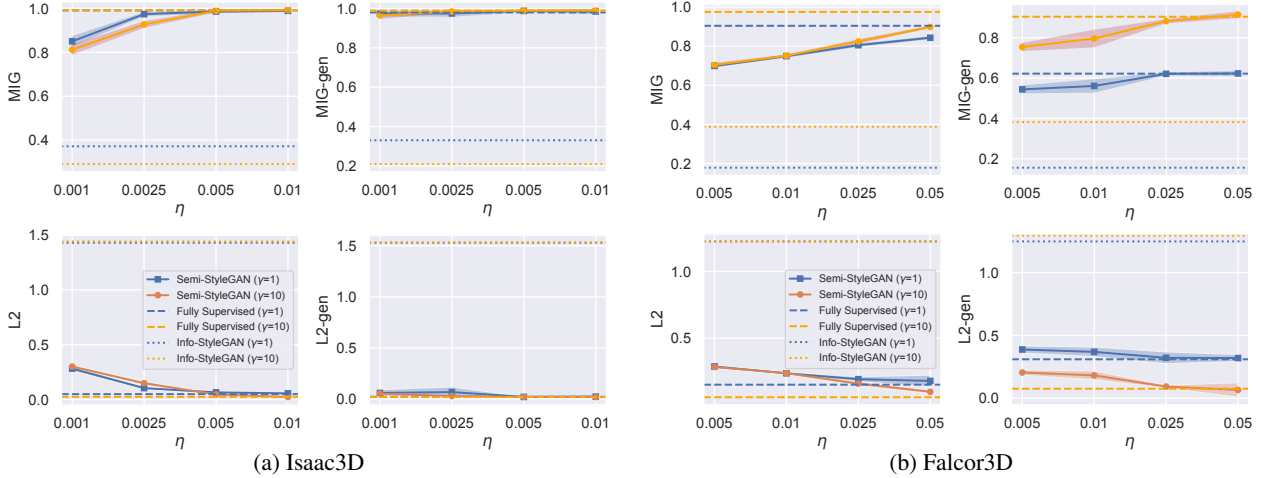 1.0
0.8
0.6
0.4
MIG
0.001 0.0025 0.005 0.01
η
1.0
0.8
0.6
0.4
0.2
MIG-gen
0.001 0.0025 0.005 0.01
η
1.0
0.8
0.6
0.4
0.2
MIG
0.005 0.01 0.025 0.05
η
0.8
0.6
0.4
0.2
MIG-gen
0.005 0.01 0.025 0.05
η
1.5
1.0
0.5
0.0
L2
Semi-StyleGAN (γ=1)
Semi-StyleGAN (γ=10)
Fully Supervised (γ=1)
Fully Supervised (γ=10)
Info-StyleGAN (γ=1)
Info-StyleGAN (γ=10)
0.001 0.0025 0.005 0.01
η
1.5
1.0
0.5
0.0
L2-gen
0.001 0.0025 0.005 0.01
η
1.0
0.5
L2
Semi-StyleGAN (γ=1)
Semi-StyleGAN (γ=10)
Fully Supervised (γ=1)
Fully Supervised (γ=10)
Info-StyleGAN (γ=1)
Info-StyleGAN (γ=10)
0.005 0.01 0.025 0.05
η
1.0
0.5
0.0
L2-gen
0.005 0.01 0.025 0.05
η
(a) Isaac3D
(b) Falcor3D